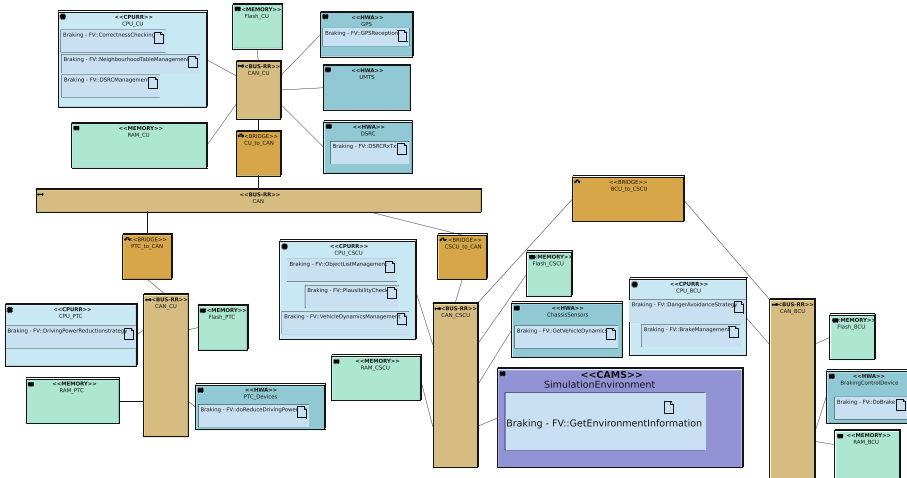 <<CPURR>>
CPU_CU
Braking - FV::CorrectnessChecking
Braking - FV::NeighbourhoodTableManagement
Braking - FV::DSRCManagement
<<MEMORY>>
Flash_CU
<<BUS-RR>>
CAN_CU
<<HWA>>
GPS
Braking - FV::GPSReception
<<HWA>>
UMTS
<<MEMORY>>
RAM_CU
<<BRIDGE>>
CU_to_CAN
<<HWA>>
DSRC
Braking - FV::DSRCRxTx
<<BUS-RR>>
CAN
<<BRIDGE>>
BCU_to_CSCU
<<BRIDGE>>
PTC_to_CAN
<<CPURR>>
CPU_CSCU
Braking - FV::ObjectListManagement
Braking - FV::PlausibilityCheck
Braking - FV::VehicleDynamicsManagement
<<BRIDGE>>
CSCU_to_CAN
<<MEMORY>>
Flash_CSCU
<<CPURR>>
CPU_BCU
Braking - FV::DangerAvoidanceStrategy
Braking - FV::BrakeManagement
<<CPURR>>
CPU_PTC
Braking - FV::DrivingPowerReductionstrategy
<<BUS-RR>>
CAN_CU
<<MEMORY>>
Flash_PTC
<<BUS-RR>>
CAN_CSCU
<<HWA>>
ChassisSensors
Braking - FV::GetVehicleDynamics
<<BUS-RR>>
CAN_BCU
<<MEMORY>>
Flash_BCU
<<MEMORY>>
RAM_PTC
<<HWA>>
PTC_Devices
Braking - FV::doReduceDrivingPower
<<MEMORY>>
RAM_CSCU
<<CAMS>>
SimulationEnvironment
Braking - FV::GetEnvironmentInformation
<<HWA>>
BrakingControlDevice
Braking - FV::DoBrake
<<MEMORY>>
RAM_BCU